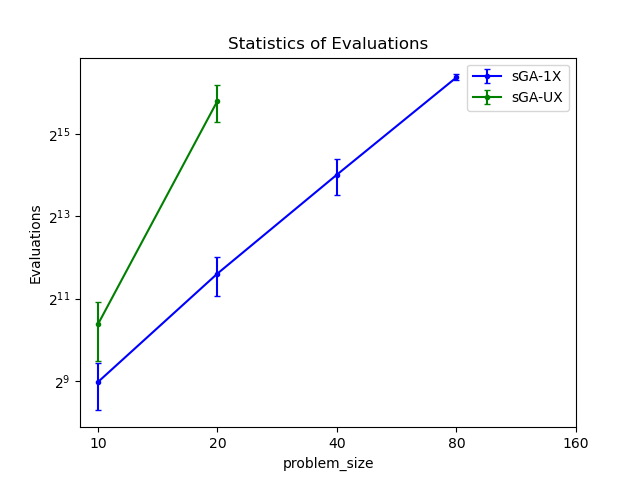 Statistics of Evaluations
sGA-1X
sGA-UX
Evaluations
2^15
2^13
2^11
2^9
10 20 40 80 160
problem_size